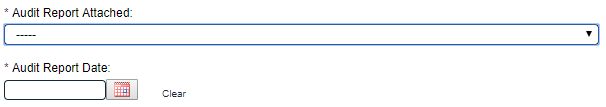 * Audit Report Attached:
-----
* Audit Report Date:
Clear